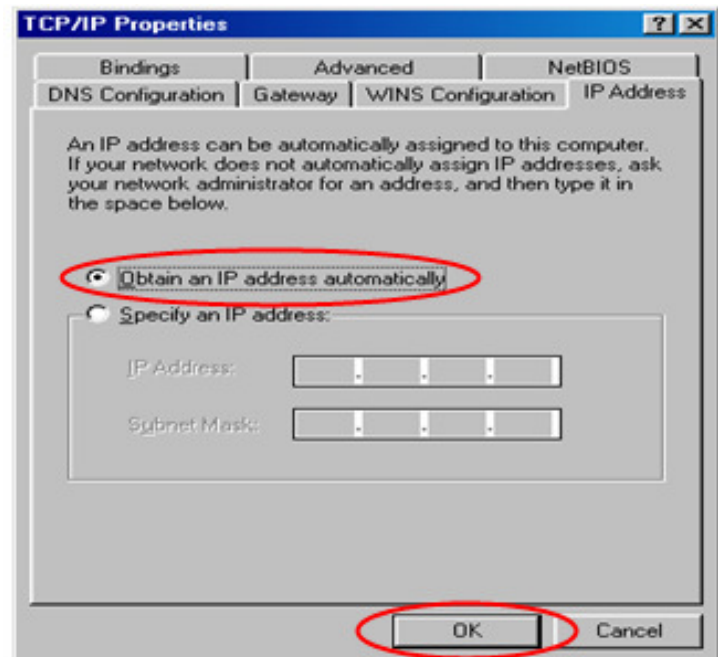 TCP/IP Properties
Bindings Advanced NetBIOS
DNS Configuration Gateway WINS Configuration IP Address
An IP address can be automatically assigned to this computer.
If your network does not automatically assign IP addresses, ask
your network administrator for an address, and then type it in
the space below.
Obtain an IP address automatically
Specify an IP address:
IP Address:
Subnet Mask:
OK Cancel